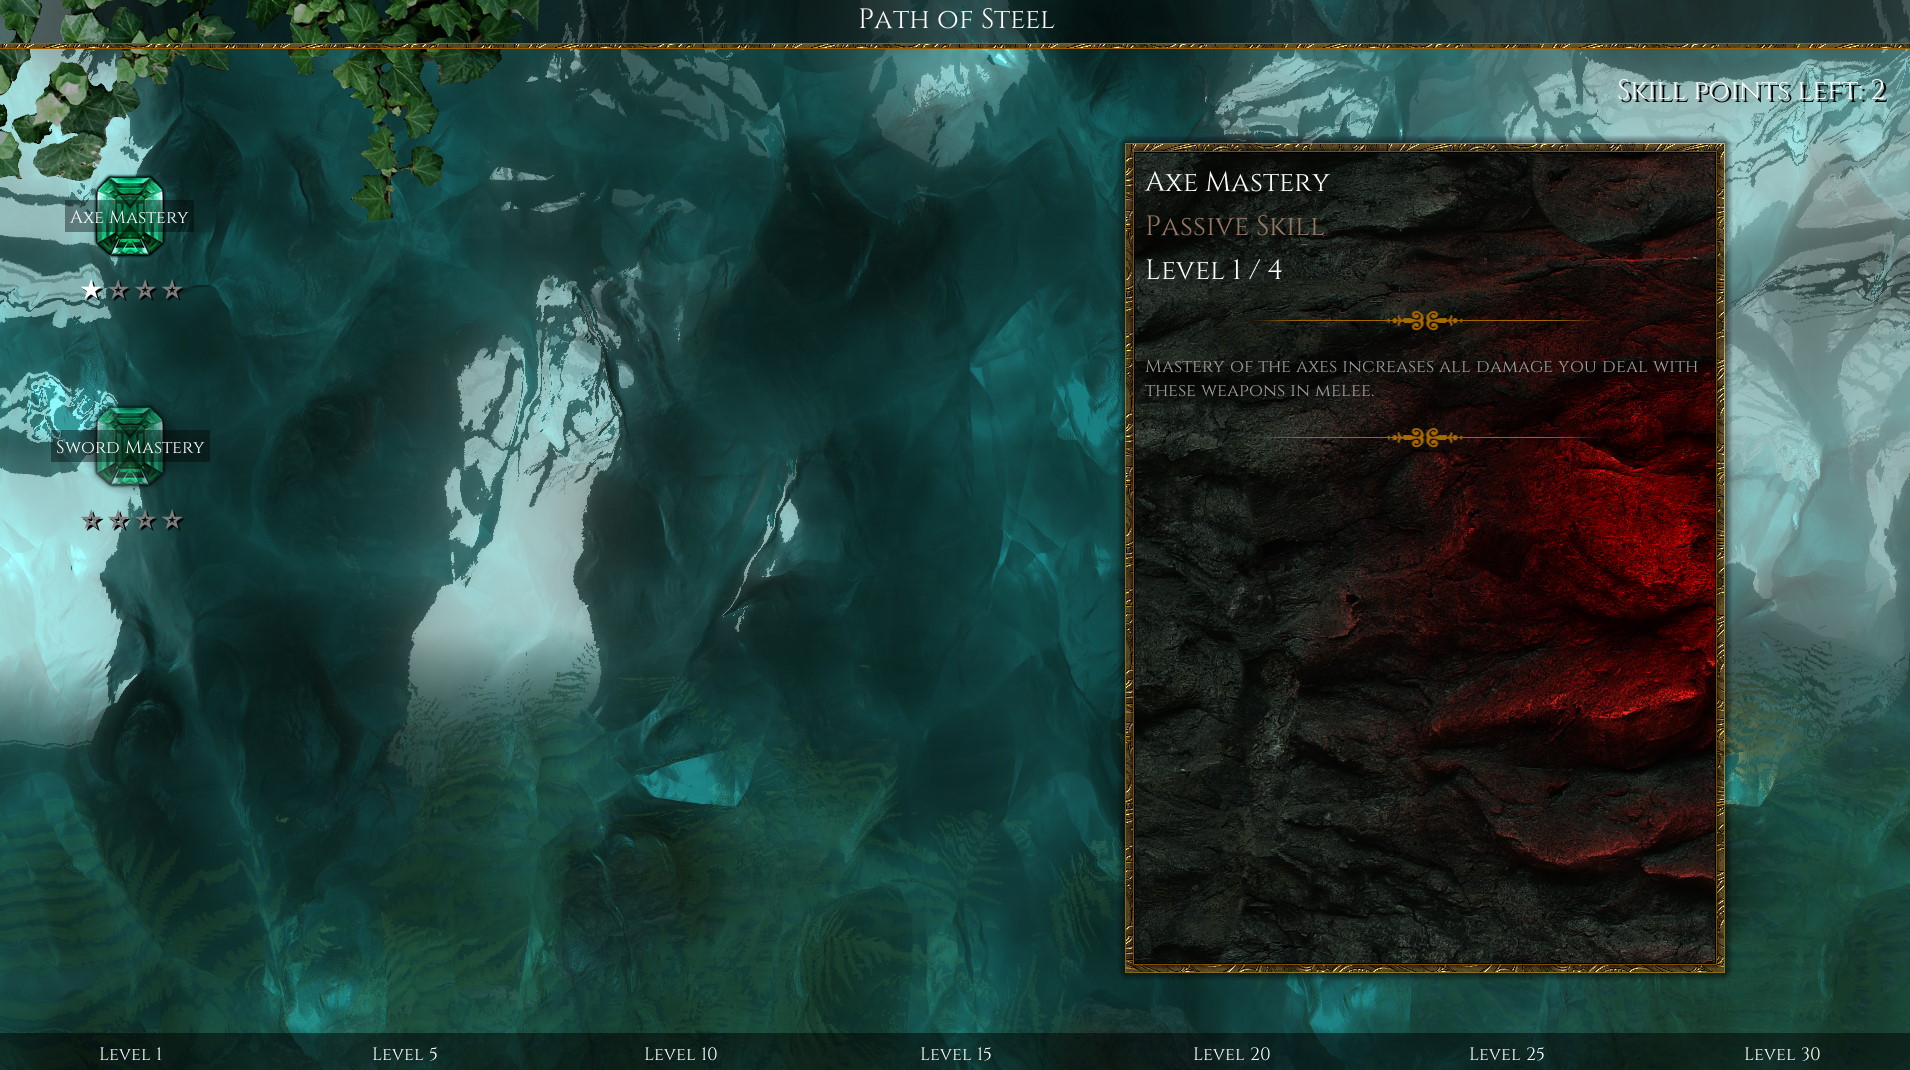 Path of Steel
Skill points left: 2
Axe Mastery
Sword Mastery
Axe Mastery
Passive Skill
Level 1 / 4
Mastery of the axes increases all damage you deal with
these weapons in melee.
Level 1
Level 5
Level 10
Level 15
Level 20
Level 25
Level 30